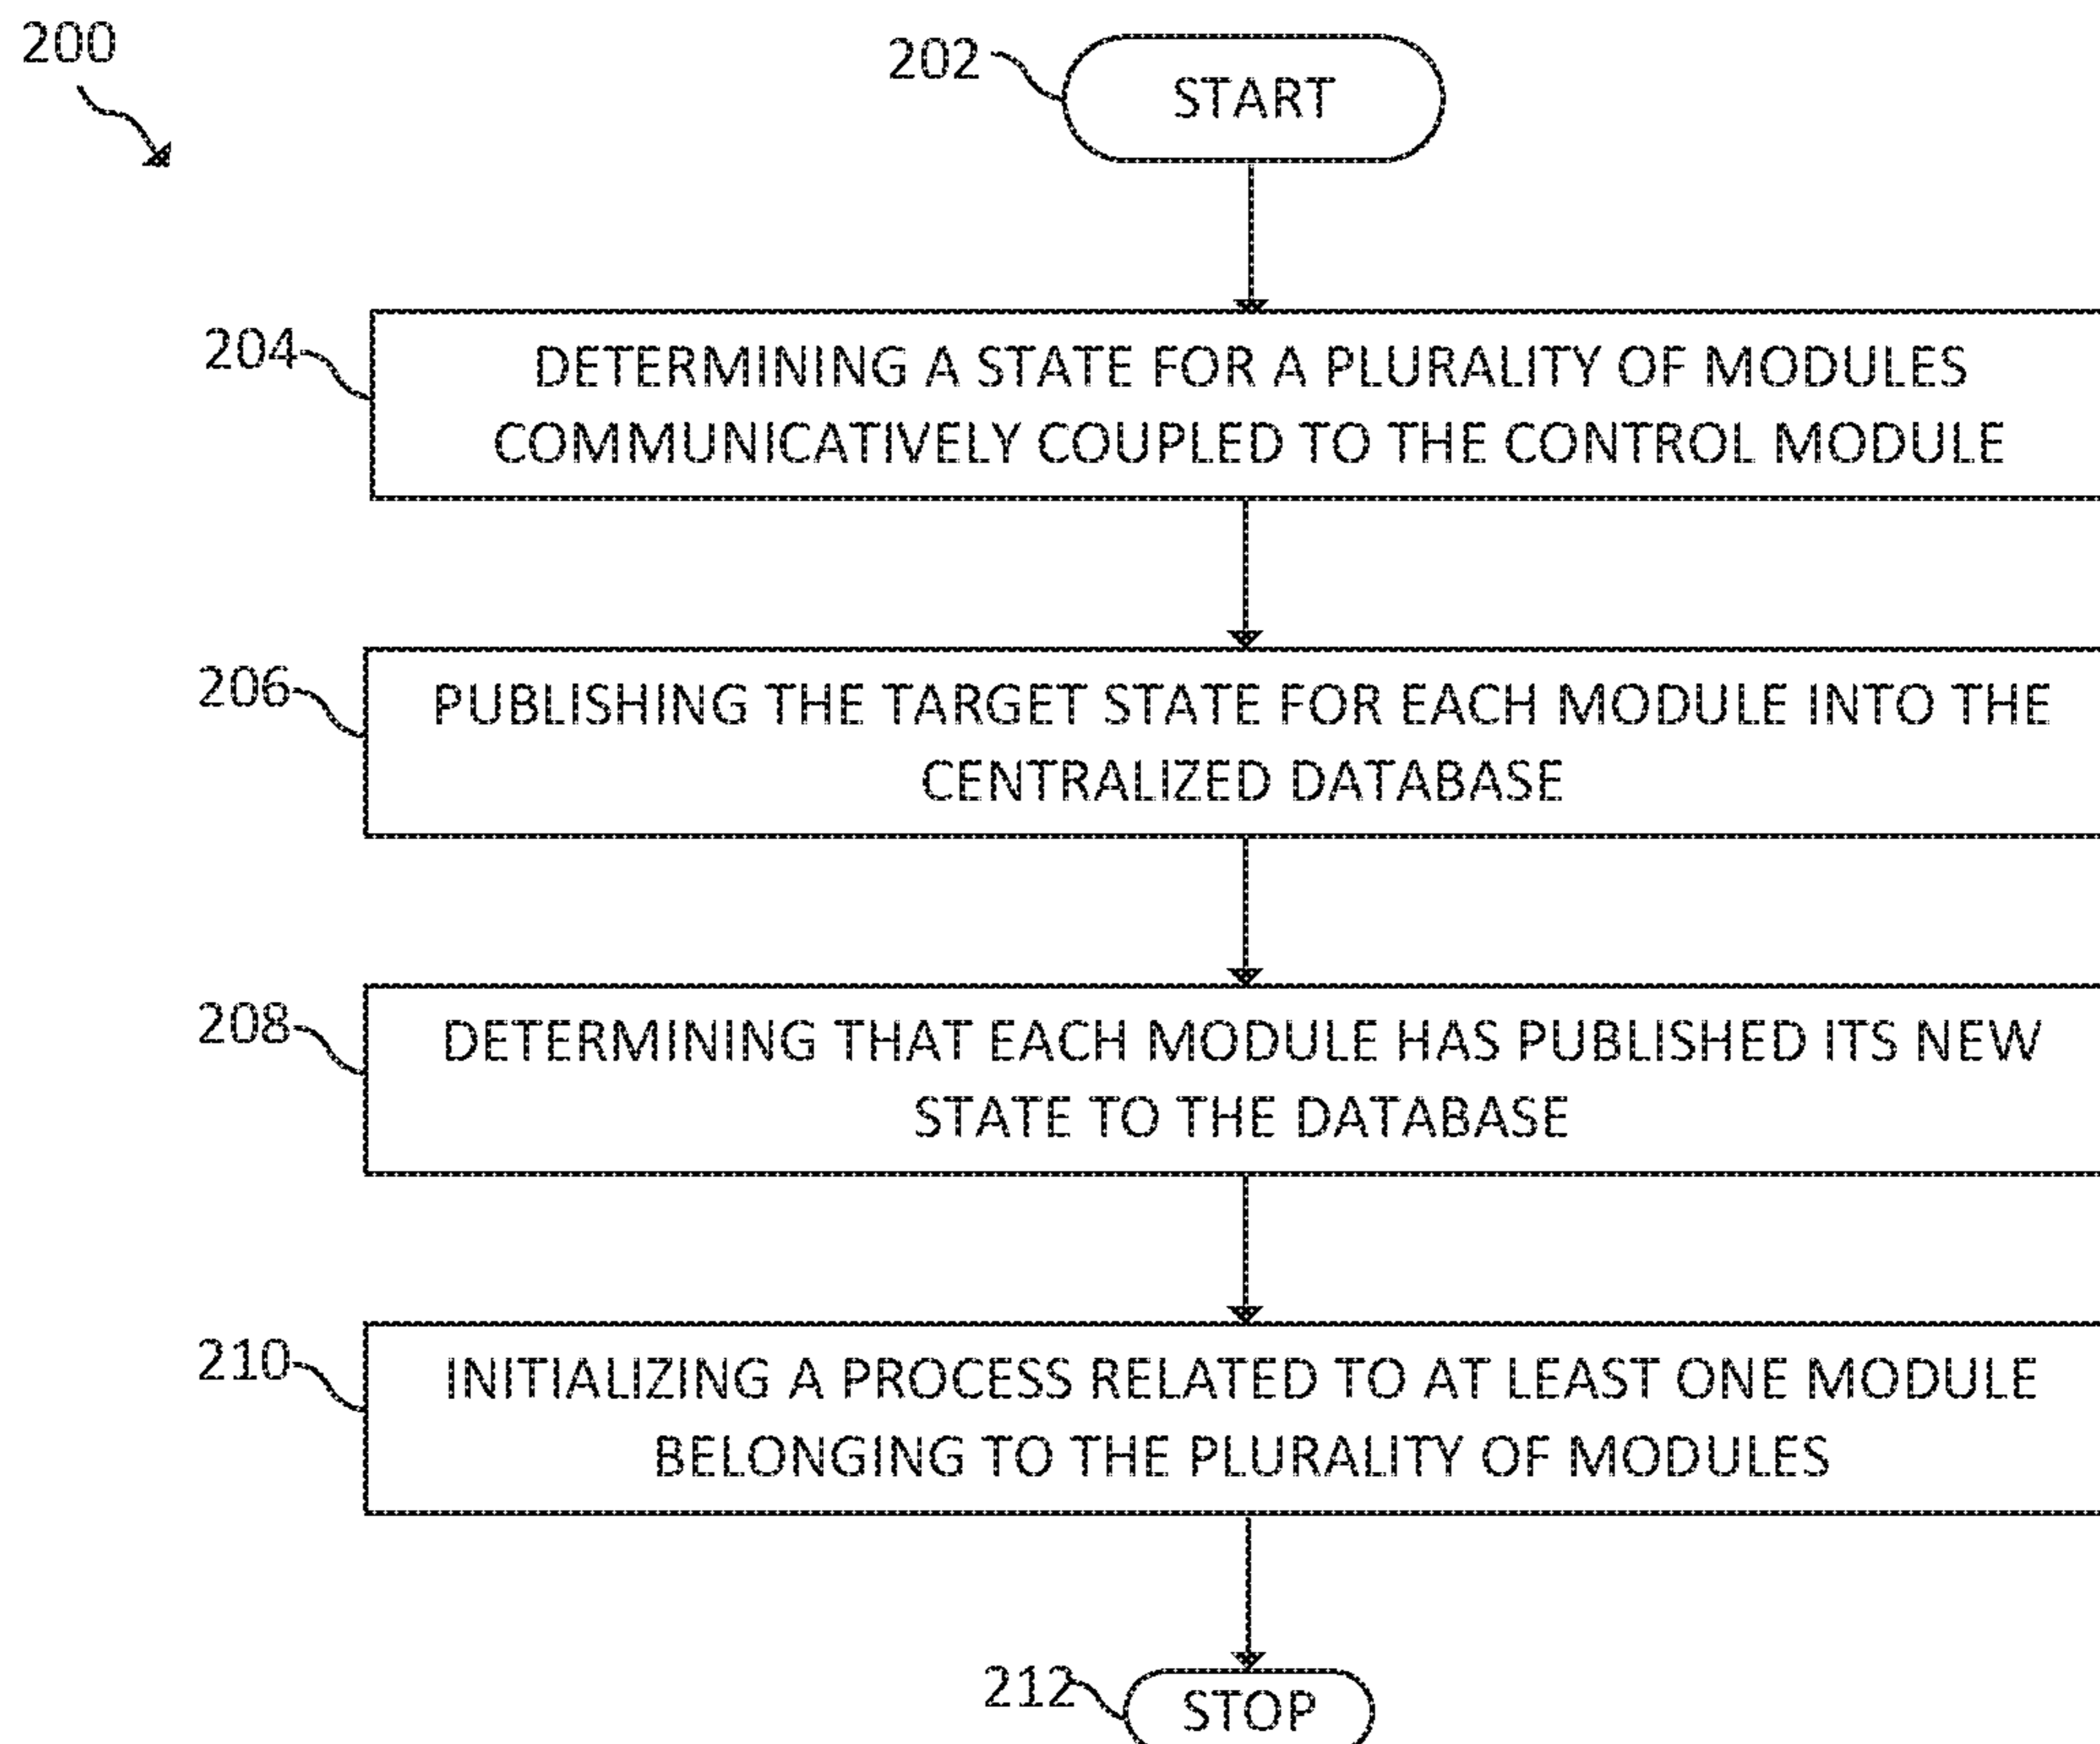 200
202
START
204
DETERMINING A STATE FOR A PLURALITY OF MODULES
COMMUNICATIVELY COUPLED TO THE CONTROL MODULE
206
PUBLISHING THE TARGET STATE FOR EACH MODULE INTO THE
CENTRALIZED DATABASE
208
DETERMINING THAT EACH MODULE HAS PUBLISHED ITS NEW
STATE TO THE DATABASE
210
INITIALIZING A PROCESS RELATED TO AT LEAST ONE MODULE
BELONGING TO THE PLURALITY OF MODULES
212
STOP